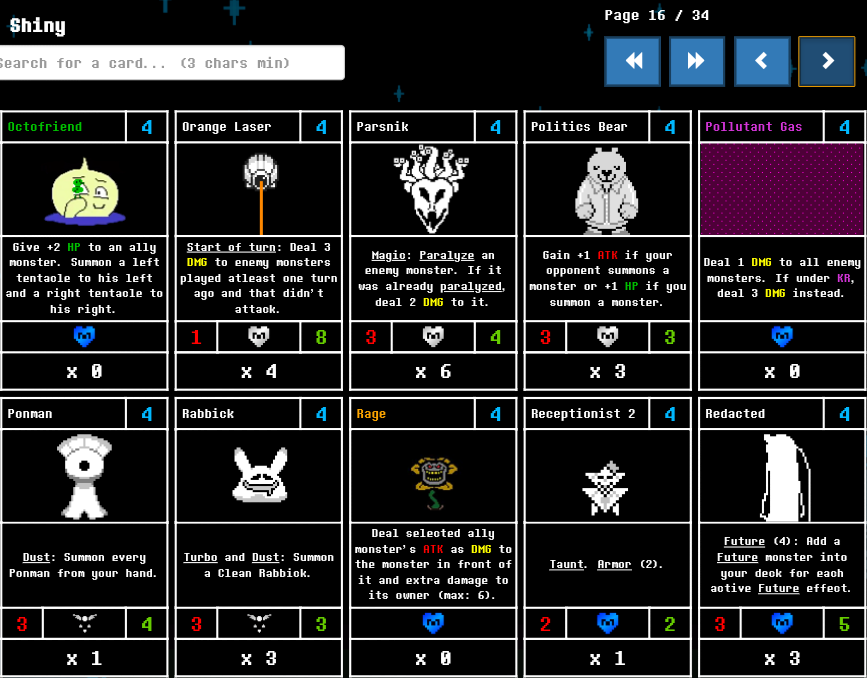 Shiny
Page 16 / 34
Search for a card... (3 chars min)
Octofriend 4
Give +2 HP to an ally
monster. Summon a left
tentacle to his left
and a right tentacle to
his right.
x 0
Orange Laser 4
Start of turn: Deal 3
DMG to enemy monsters
played atleast one turn
ago and that didn't
attack.
1 8
x 4
Parsnik 4
Magic: Paralyze an
enemy monster. If it
was already paralyzed,
deal 2 DMG to it.
3 4
x 6
Politics Bear 4
Gain +1 ATK if your
opponent summons a
monster or +1 HP if you
summon a monster.
3 3
x 3
Pollutant Gas 4
Deal 1 DMG to all enemy
monsters. If under KR,
deal 3 DMG instead.
x 0
Ponman 4
Dust: Summon every
Ponman from your hand.
3 4
x 1
Rabbick 4
Turbo and Dust: Summon
a Clean Rabbick.
3 3
x 3
Rage 4
Deal selected ally
monster's ATK as DMG to
the monster in front of
it and extra damage to
its owner (max: 6).
x 0
Receptionist 2 4
Taunt. Armor (2).
2 2
x 1
Redacted 4
Future (4): Add a
Future monster into
your deck for each
active Future effect.
3 5
x 3